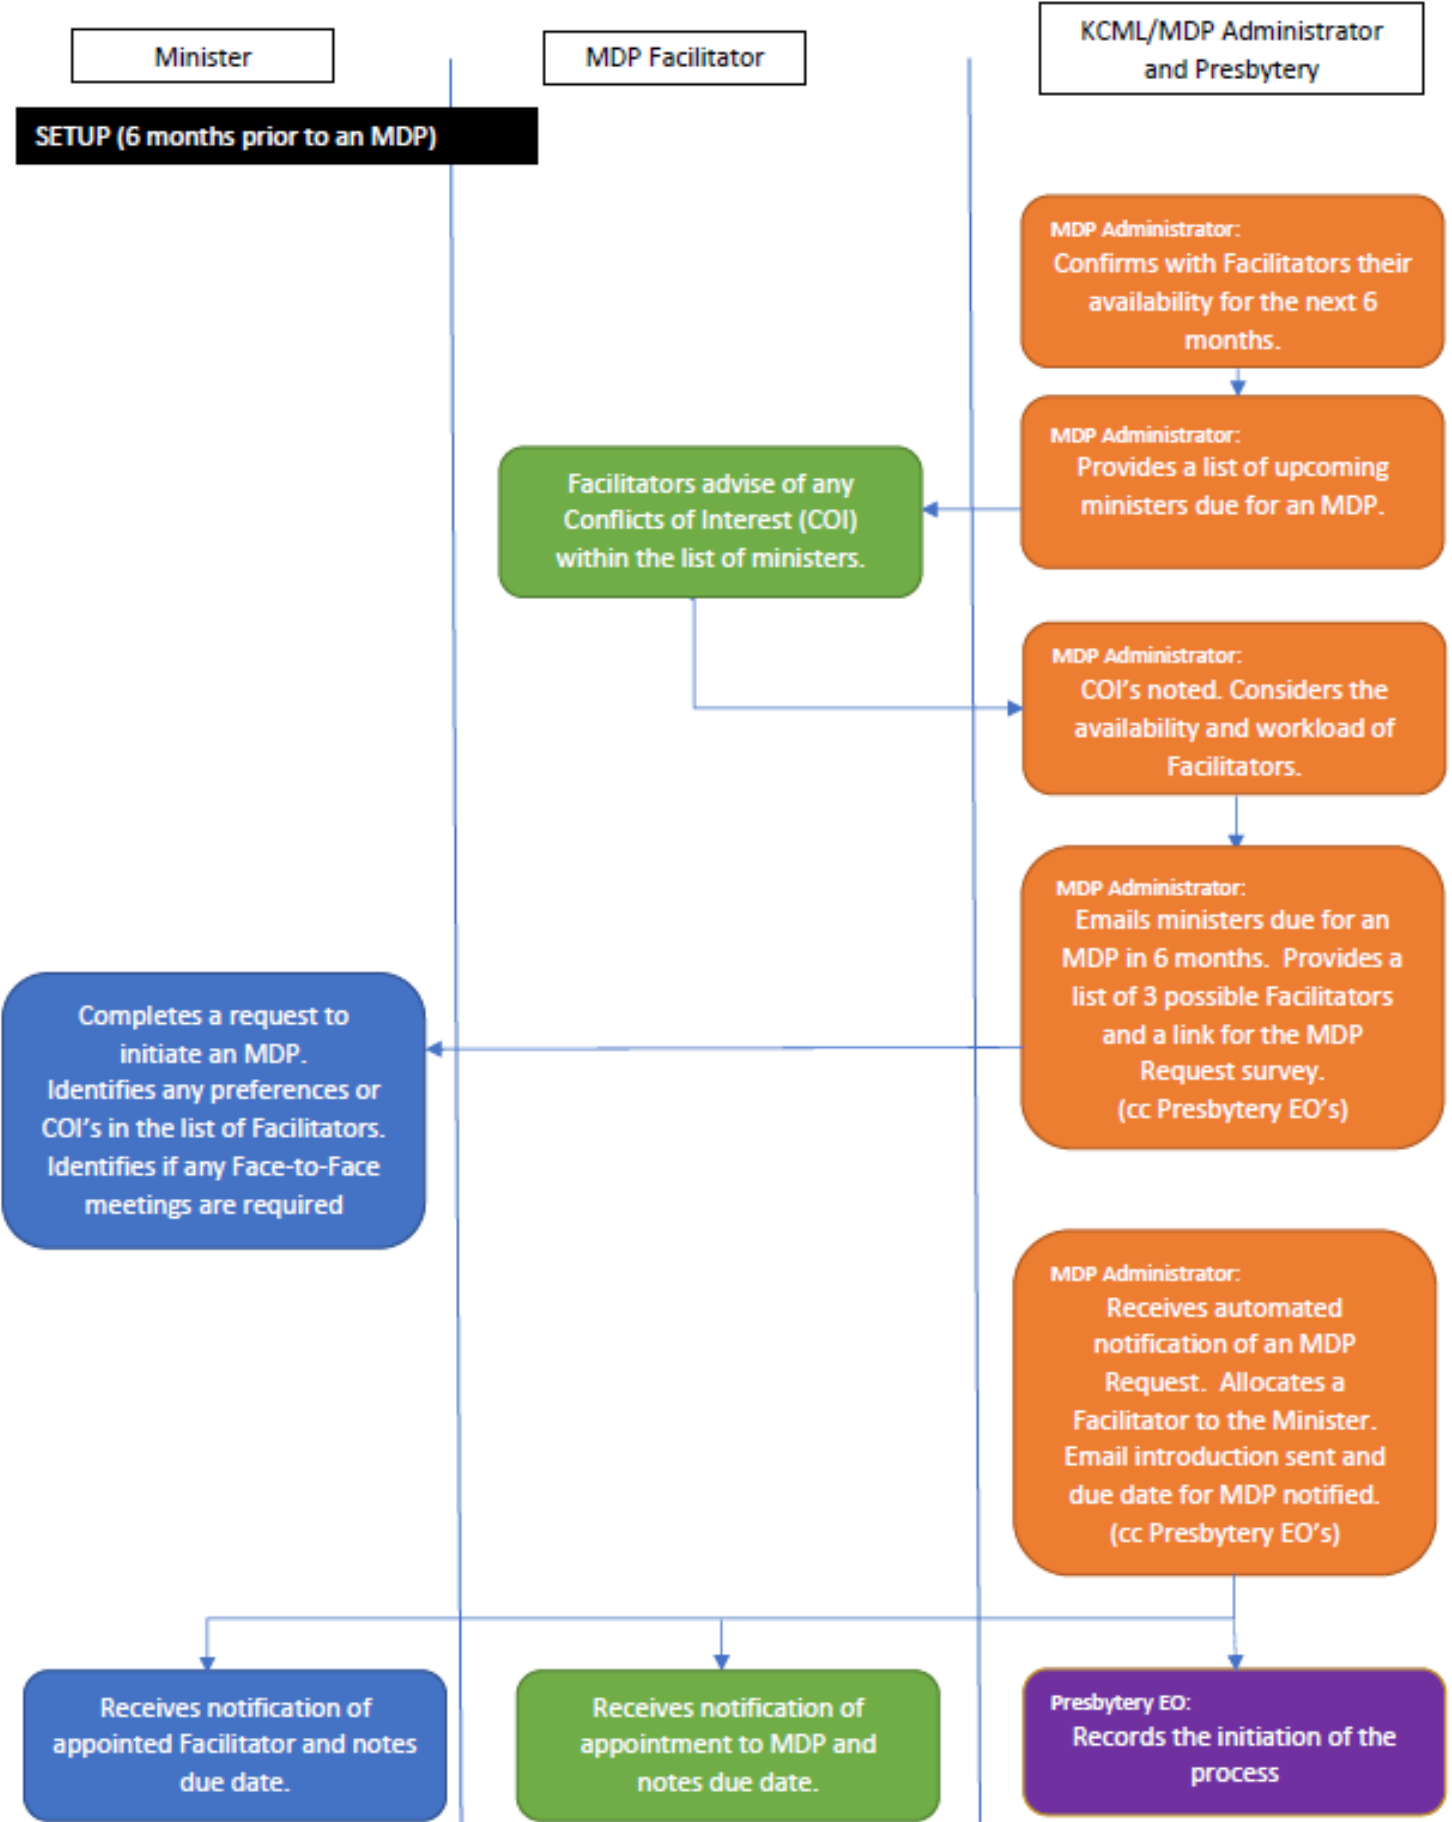 Minister
MDP Facilitator
KCML/MDP Administrator
and Presbytery
SETUP (6 months prior to an MDP)
MDP Administrator:
Confirms with Facilitators their
availability for the next 6
months.
MDP Administrator:
Provides a list of upcoming
ministers due for an MDP.
Facilitators advise of any
Conflicts of Interest (COI)
within the list of ministers.
MDP Administrator:
COI's noted. Considers the
availability and workload of
Facilitators.
MDP Administrator:
Emails ministers due for an
MDP in 6 months.  Provides a
list of 3 possible Facilitators
and a link for the MDP
Request survey.
(cc Presbytery EO's)
Completes a request to
initiate an MDP.
Identifies any preferences or
COI's in the list of Facilitators.
Identifies if any Face-to-Face
meetings are required
MDP Administrator:
Receives automated
notification of an MDP
Request.  Allocates a
Facilitator to the Minister.
Email introduction sent and
due date for MDP notified.
(cc Presbytery EO's)
Receives notification of
appointed Facilitator and notes
due date.
Receives notification of
appointment to MDP and
notes due date.
Presbytery EO:
Records the initiation of the
process